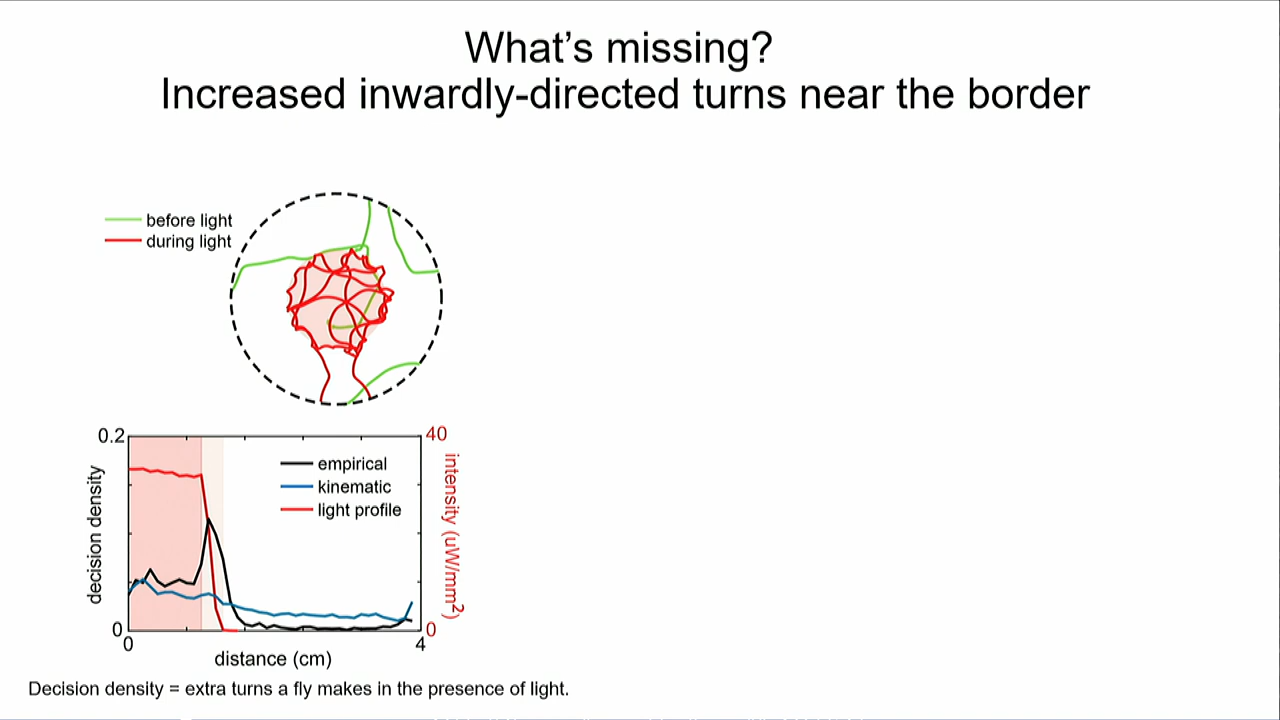 What's missing?
Increased inwardly-directed turns near the border
before light
during light
0.2
40
empirical
kinematic
light profile
decision density
intensity (uW/mm²)
0
0
0
4
distance (cm)
Decision density = extra turns a fly makes in the presence of light.